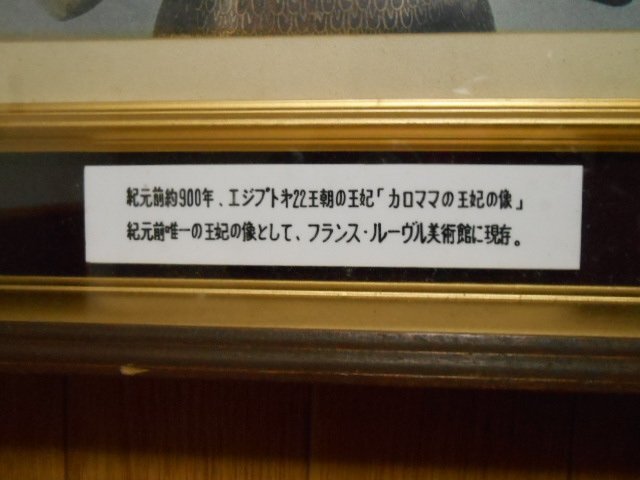 紀元前約900年、エジプト㐧22王朝の王妃「カロママの王妃の像」
紀元前唯一の王妃の像として、フランス・ルーヴル美術館に現存。